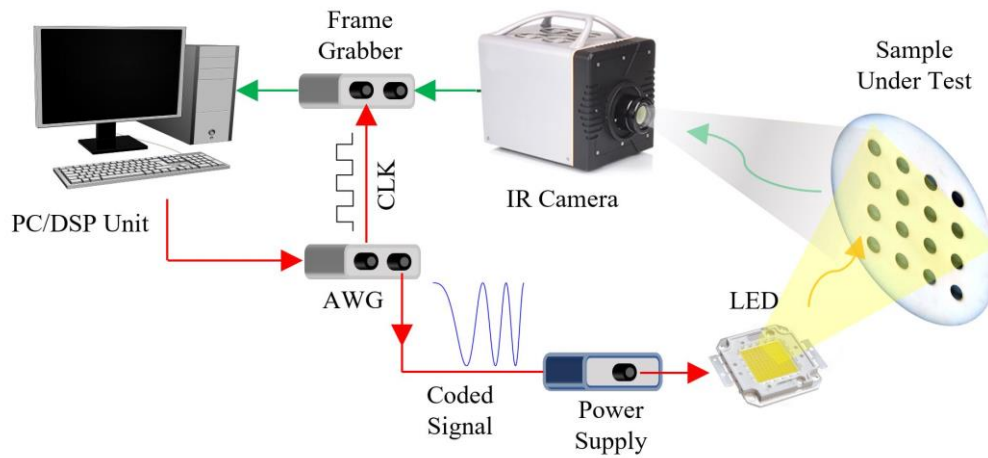 Frame
Grabber
Sample
Under Test
CLK
IR Camera
PC/DSP Unit
AWG
LED
Coded
Signal
Power
Supply